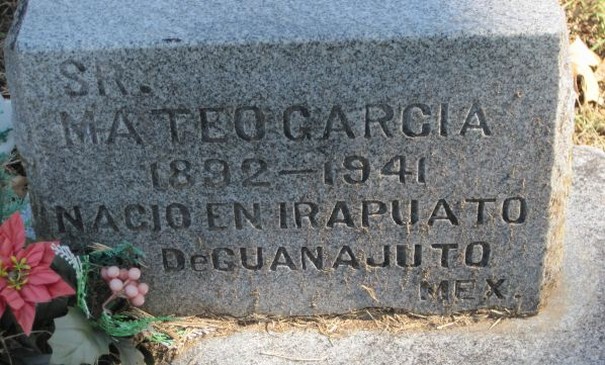 SR.
MATEO GARCIA
1892-1941
NACIO EN IRAPUATO
DeGUANAJUTO
MEX.